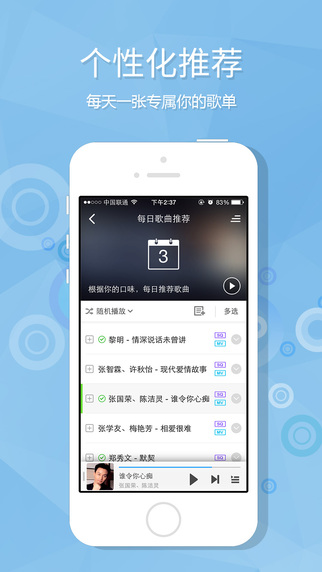 个性化推荐
每天一张专属你的歌单
中国联通 下午2:37 83%
每日歌曲推荐
3
根据你的口味，每日推荐歌曲
随机播放 多选
黎明 - 情深说话未曾讲 SQ MV
张智霖、许秋怡 - 现代爱情故事 SQ MV
张国荣、陈洁灵 - 谁令你心痴 SQ MV
张学友、梅艳芳 - 相爱很难 SQ MV
郑秀文 - 默契 SQ
谁令你心痴
张国荣、陈洁灵